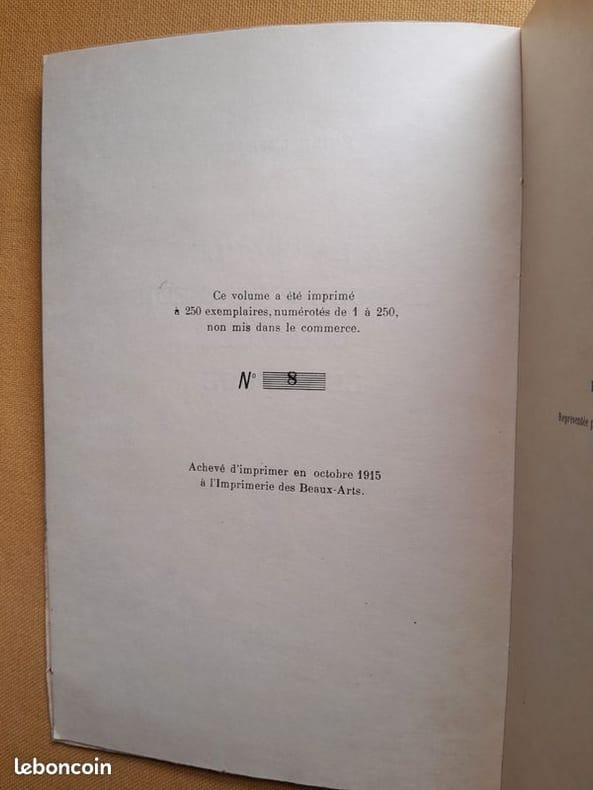 Ce volume a été imprimé
à 250 exemplaires, numérotés de 1 à 250,
non mis dans le commerce.
N° 8
Achevé d'imprimer en octobre 1915
à l'Imprimerie des Beaux-Arts.
Représentée p
leboncoin